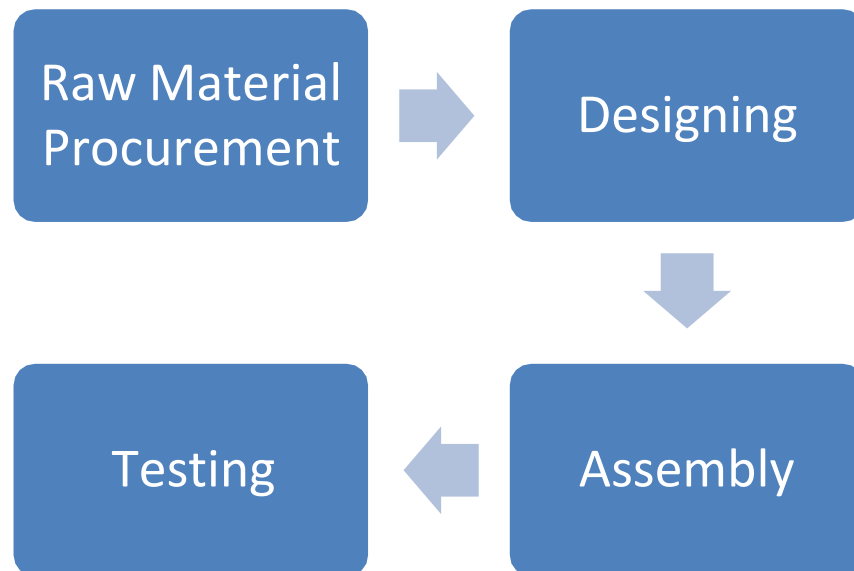 Raw Material
Procurement
Designing
Assembly
Testing